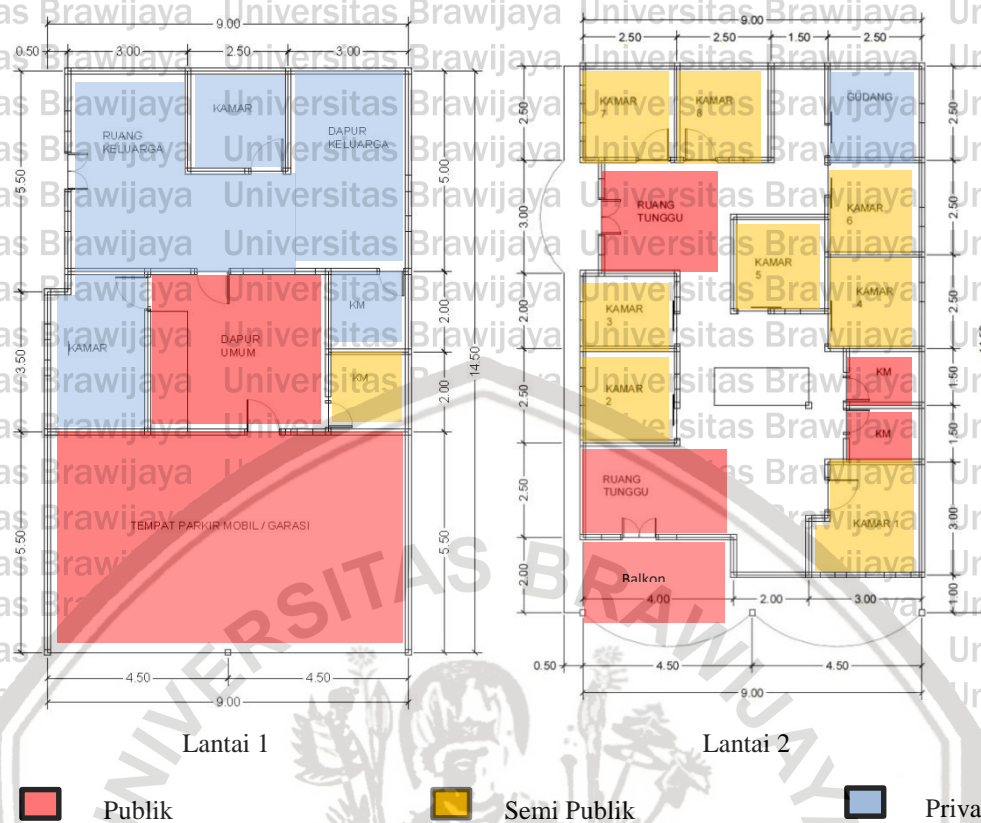 Universitas Brawijaya
UNIVERSITAS BRAWIJAYA
9.00
0.50
3.00
2.50
3.00
RUANG
KELUARGA
KAMAR
DAPUR
KELUARGA
5.50
5.00
KAMAR
DAPUR
UMUM
KM
KM
3.50
2.00
2.00
14.50
TEMPAT PARKIR MOBIL / GARASI
5.50
5.50
4.50
4.50
9.00
Lantai 1
9.00
2.50
2.50
1.50
2.50
KAMAR
7
KAMAR
8
GUDANG
2.50
2.50
RUANG
TUNGGU
KAMAR
6
3.00
2.50
KAMAR
5
KAMAR
3
KAMAR
4
2.00
2.50
KAMAR
2
KM
2.50
1.50
KM
1.50
RUANG
TUNGGU
KAMAR 1
2.50
3.00
Balkon
2.00
4.00
2.00
3.00
1.00
0.50
4.50
4.50
9.00
Lantai 2
Publik
Semi Publik
Priva